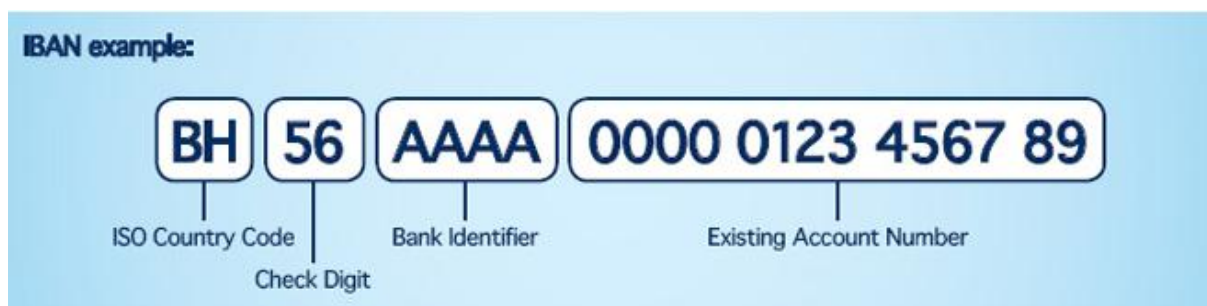 IBAN example:
BH 56 AAAA 0000 0123 4567 89
ISO Country Code Bank Identifier Existing Account Number
Check Digit